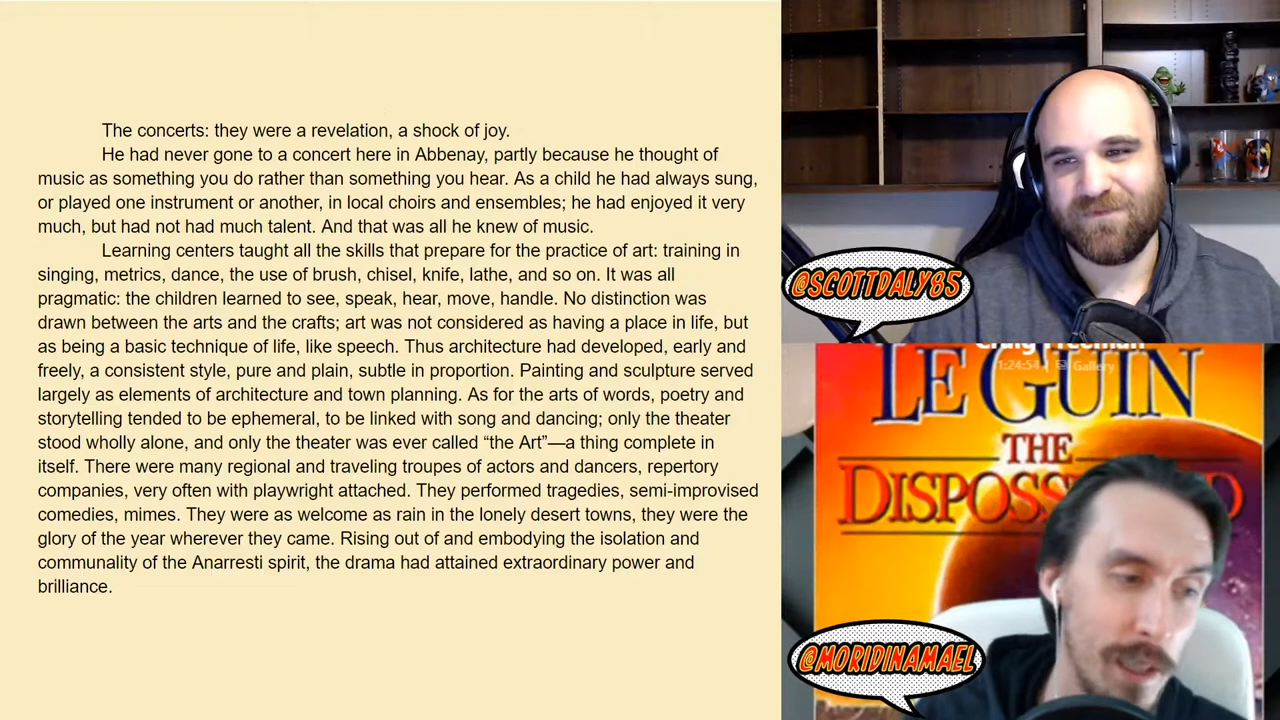 The concerts: they were a revelation, a shock of joy.
He had never gone to a concert here in Abbenay, partly because he thought of
music as something you do rather than something you hear. As a child he had always sung,
or played one instrument or another, in local choirs and ensembles; he had enjoyed it very
much, but had not had much talent. And that was all he knew of music.
Learning centers taught all the skills that prepare for the practice of art: training in
singing, metrics, dance, the use of brush, chisel, knife, lathe, and so on. It was all
pragmatic: the children learned to see, speak, hear, move, handle. No distinction was
drawn between the arts and the crafts; art was not considered as having a place in life, but
as being a basic technique of life, like speech. Thus architecture had developed, early and
freely, a consistent style, pure and plain, subtle in proportion. Painting and sculpture served
largely as elements of architecture and town planning. As for the arts of words, poetry and
storytelling tended to be ephemeral, to be linked with song and dancing; only the theater
stood wholly alone, and only the theater was ever called “the Art”—a thing complete in
itself. There were many regional and traveling troupes of actors and dancers, repertory
companies, very often with playwright attached. They performed tragedies, semi-improvised
comedies, mimes. They were as welcome as rain in the lonely desert towns, they were the
glory of the year wherever they came. Rising out of and embodying the isolation and
communality of the Anarresti spirit, the drama had attained extraordinary power and
brilliance.
@SCOTTDALY85
1:24:54 Gallery
LE GUIN
THE
@MORIDINAMAEL